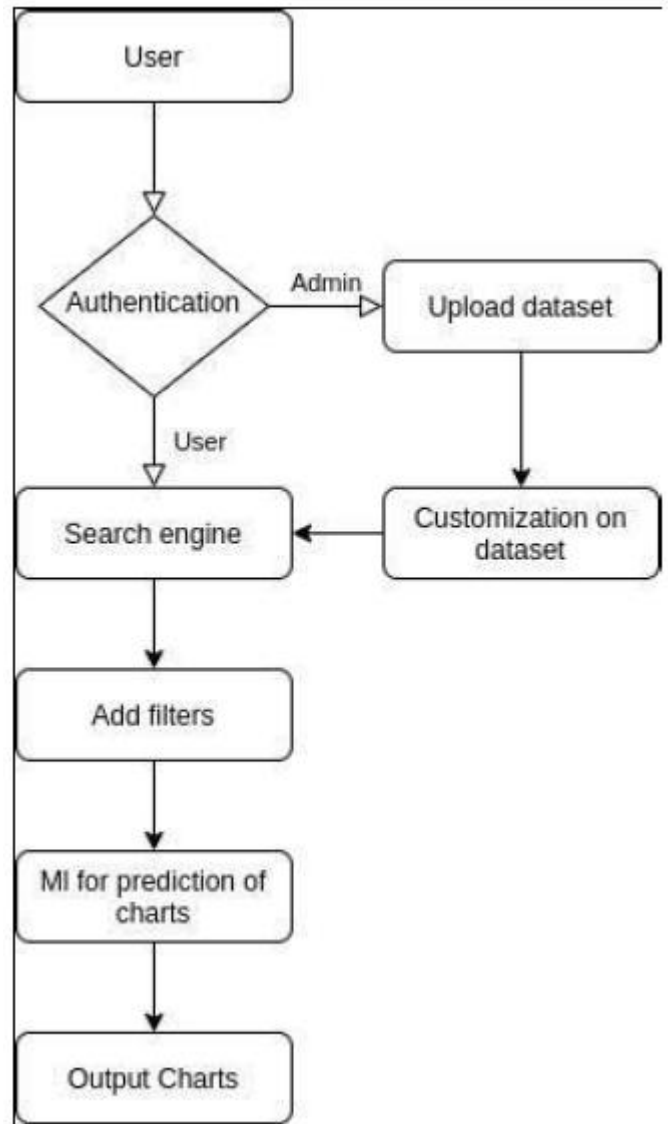 User
Authentication
Admin
Upload dataset
User
Search engine
Customization on
dataset
Add filters
Ml for prediction of
charts
Output Charts